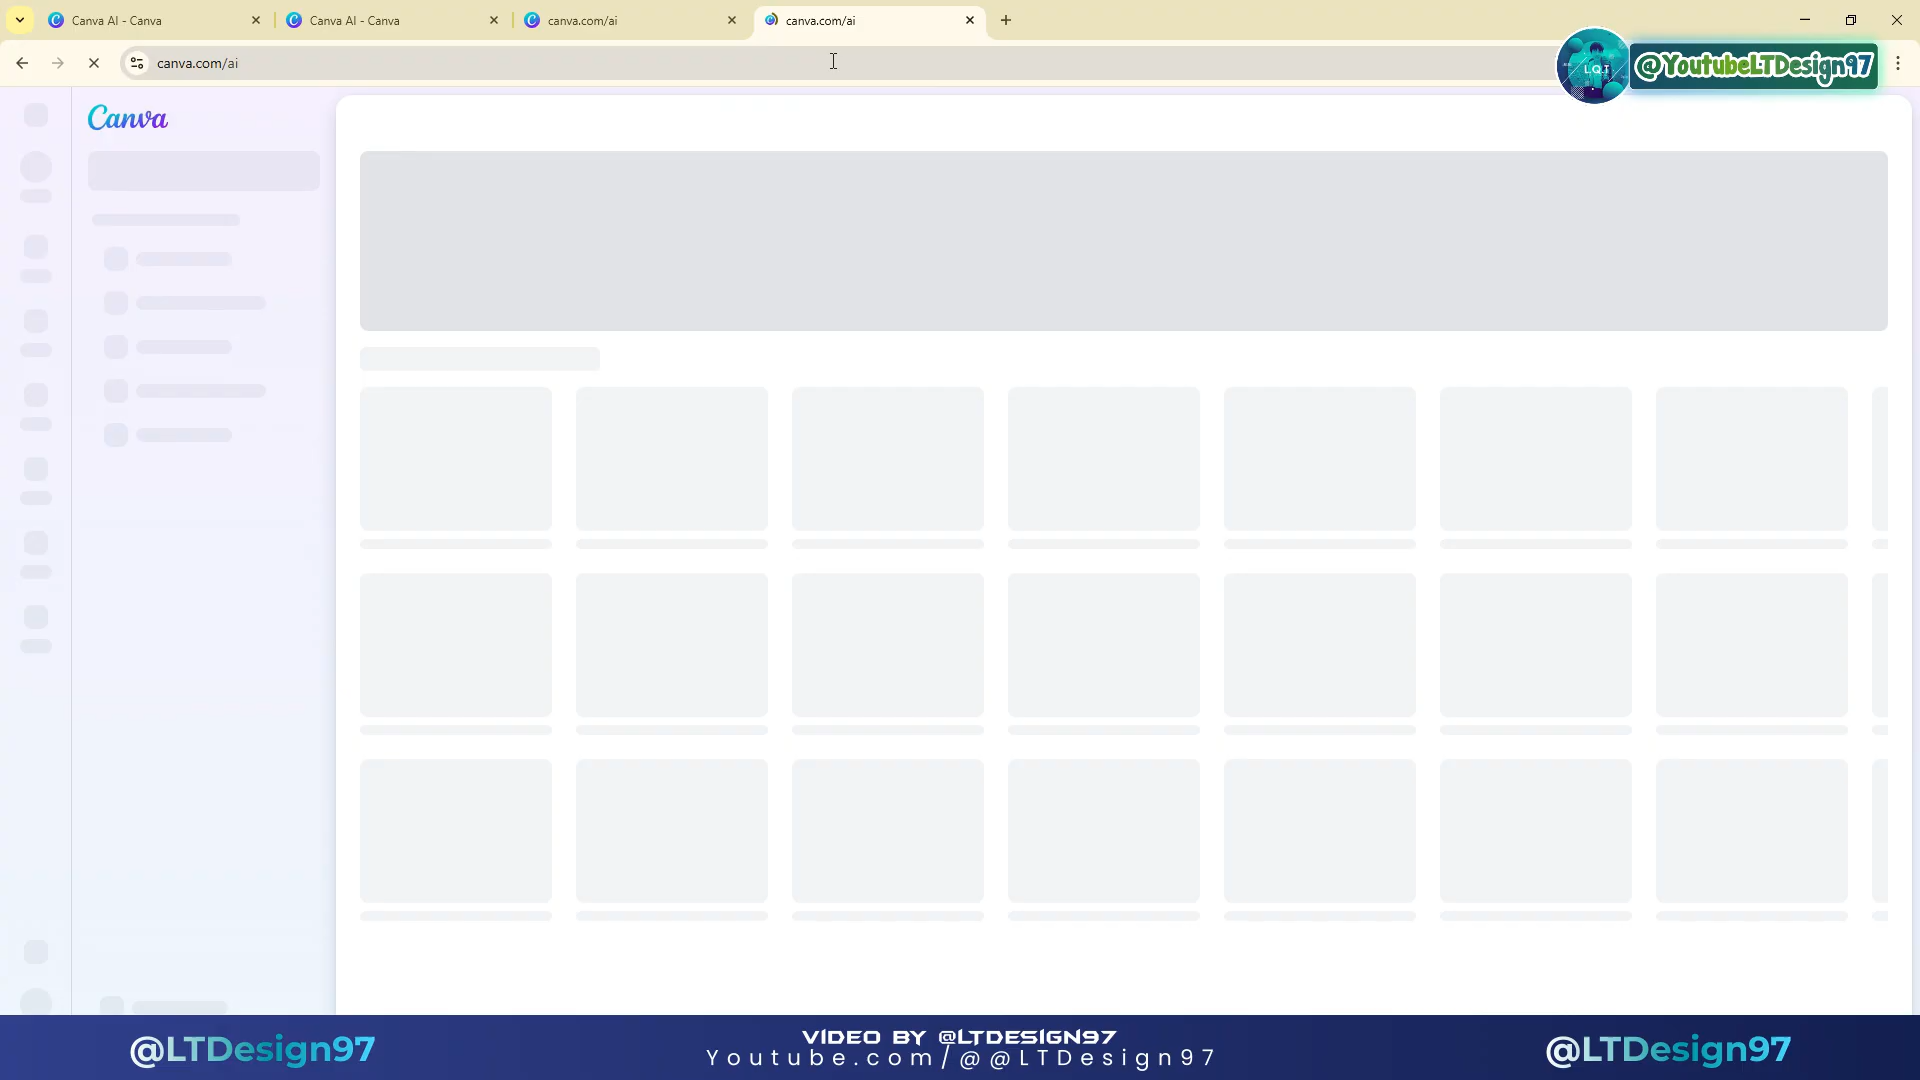 Canva AI - Canva
Canva AI - Canva
canva.com/ai
canva.com/ai
canva.com/ai
L.Q.T
@YoutubeLTDesign97
Canva
@LTDesign97
VIDEO BY @LTDESIGN97
Youtube.com/@@LTDesign97
@LTDesign97